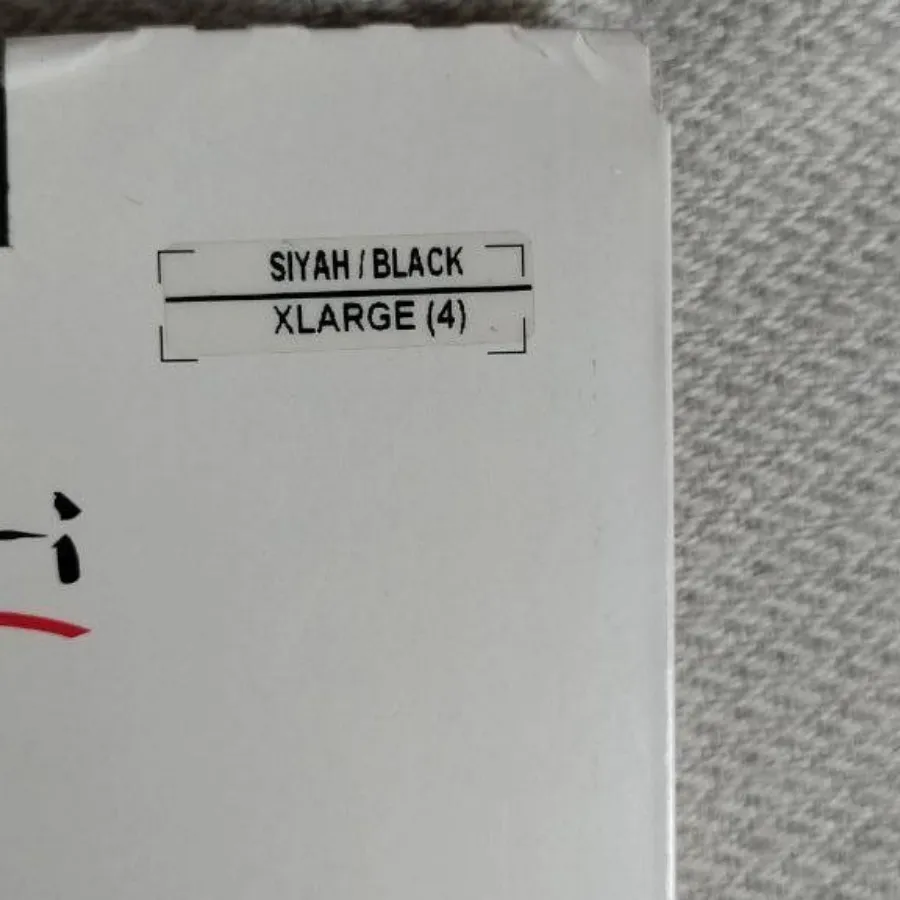 SIYAH / BLACK
XLARGE (4)